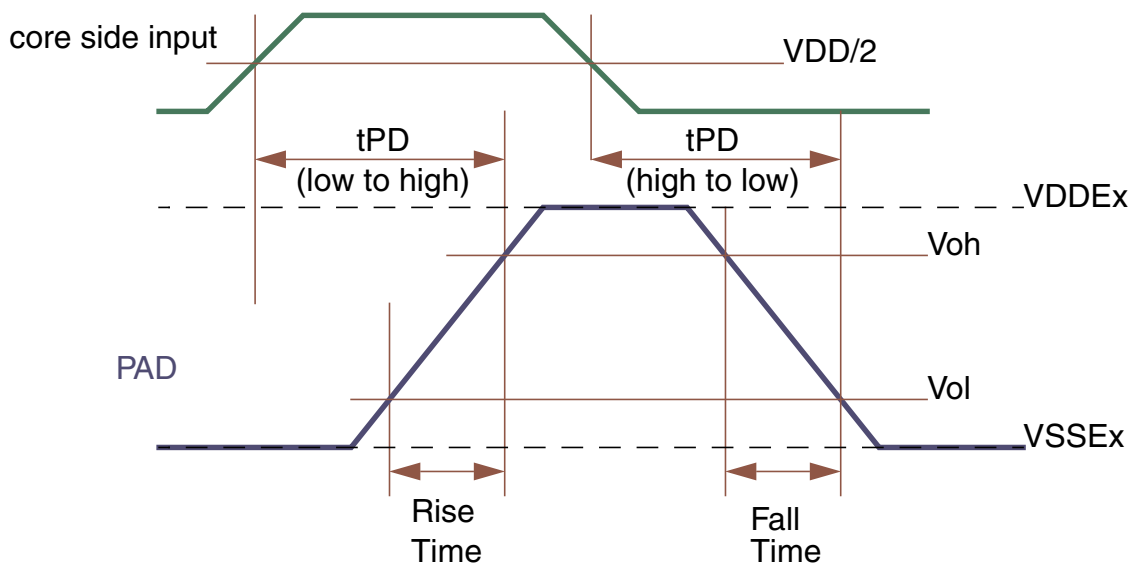 core side input
VDD/2
tPD
(low to high)
tPD
(high to low)
VDDEx
Voh
PAD
Vol
VSSEx
Rise
Time
Fall
Time